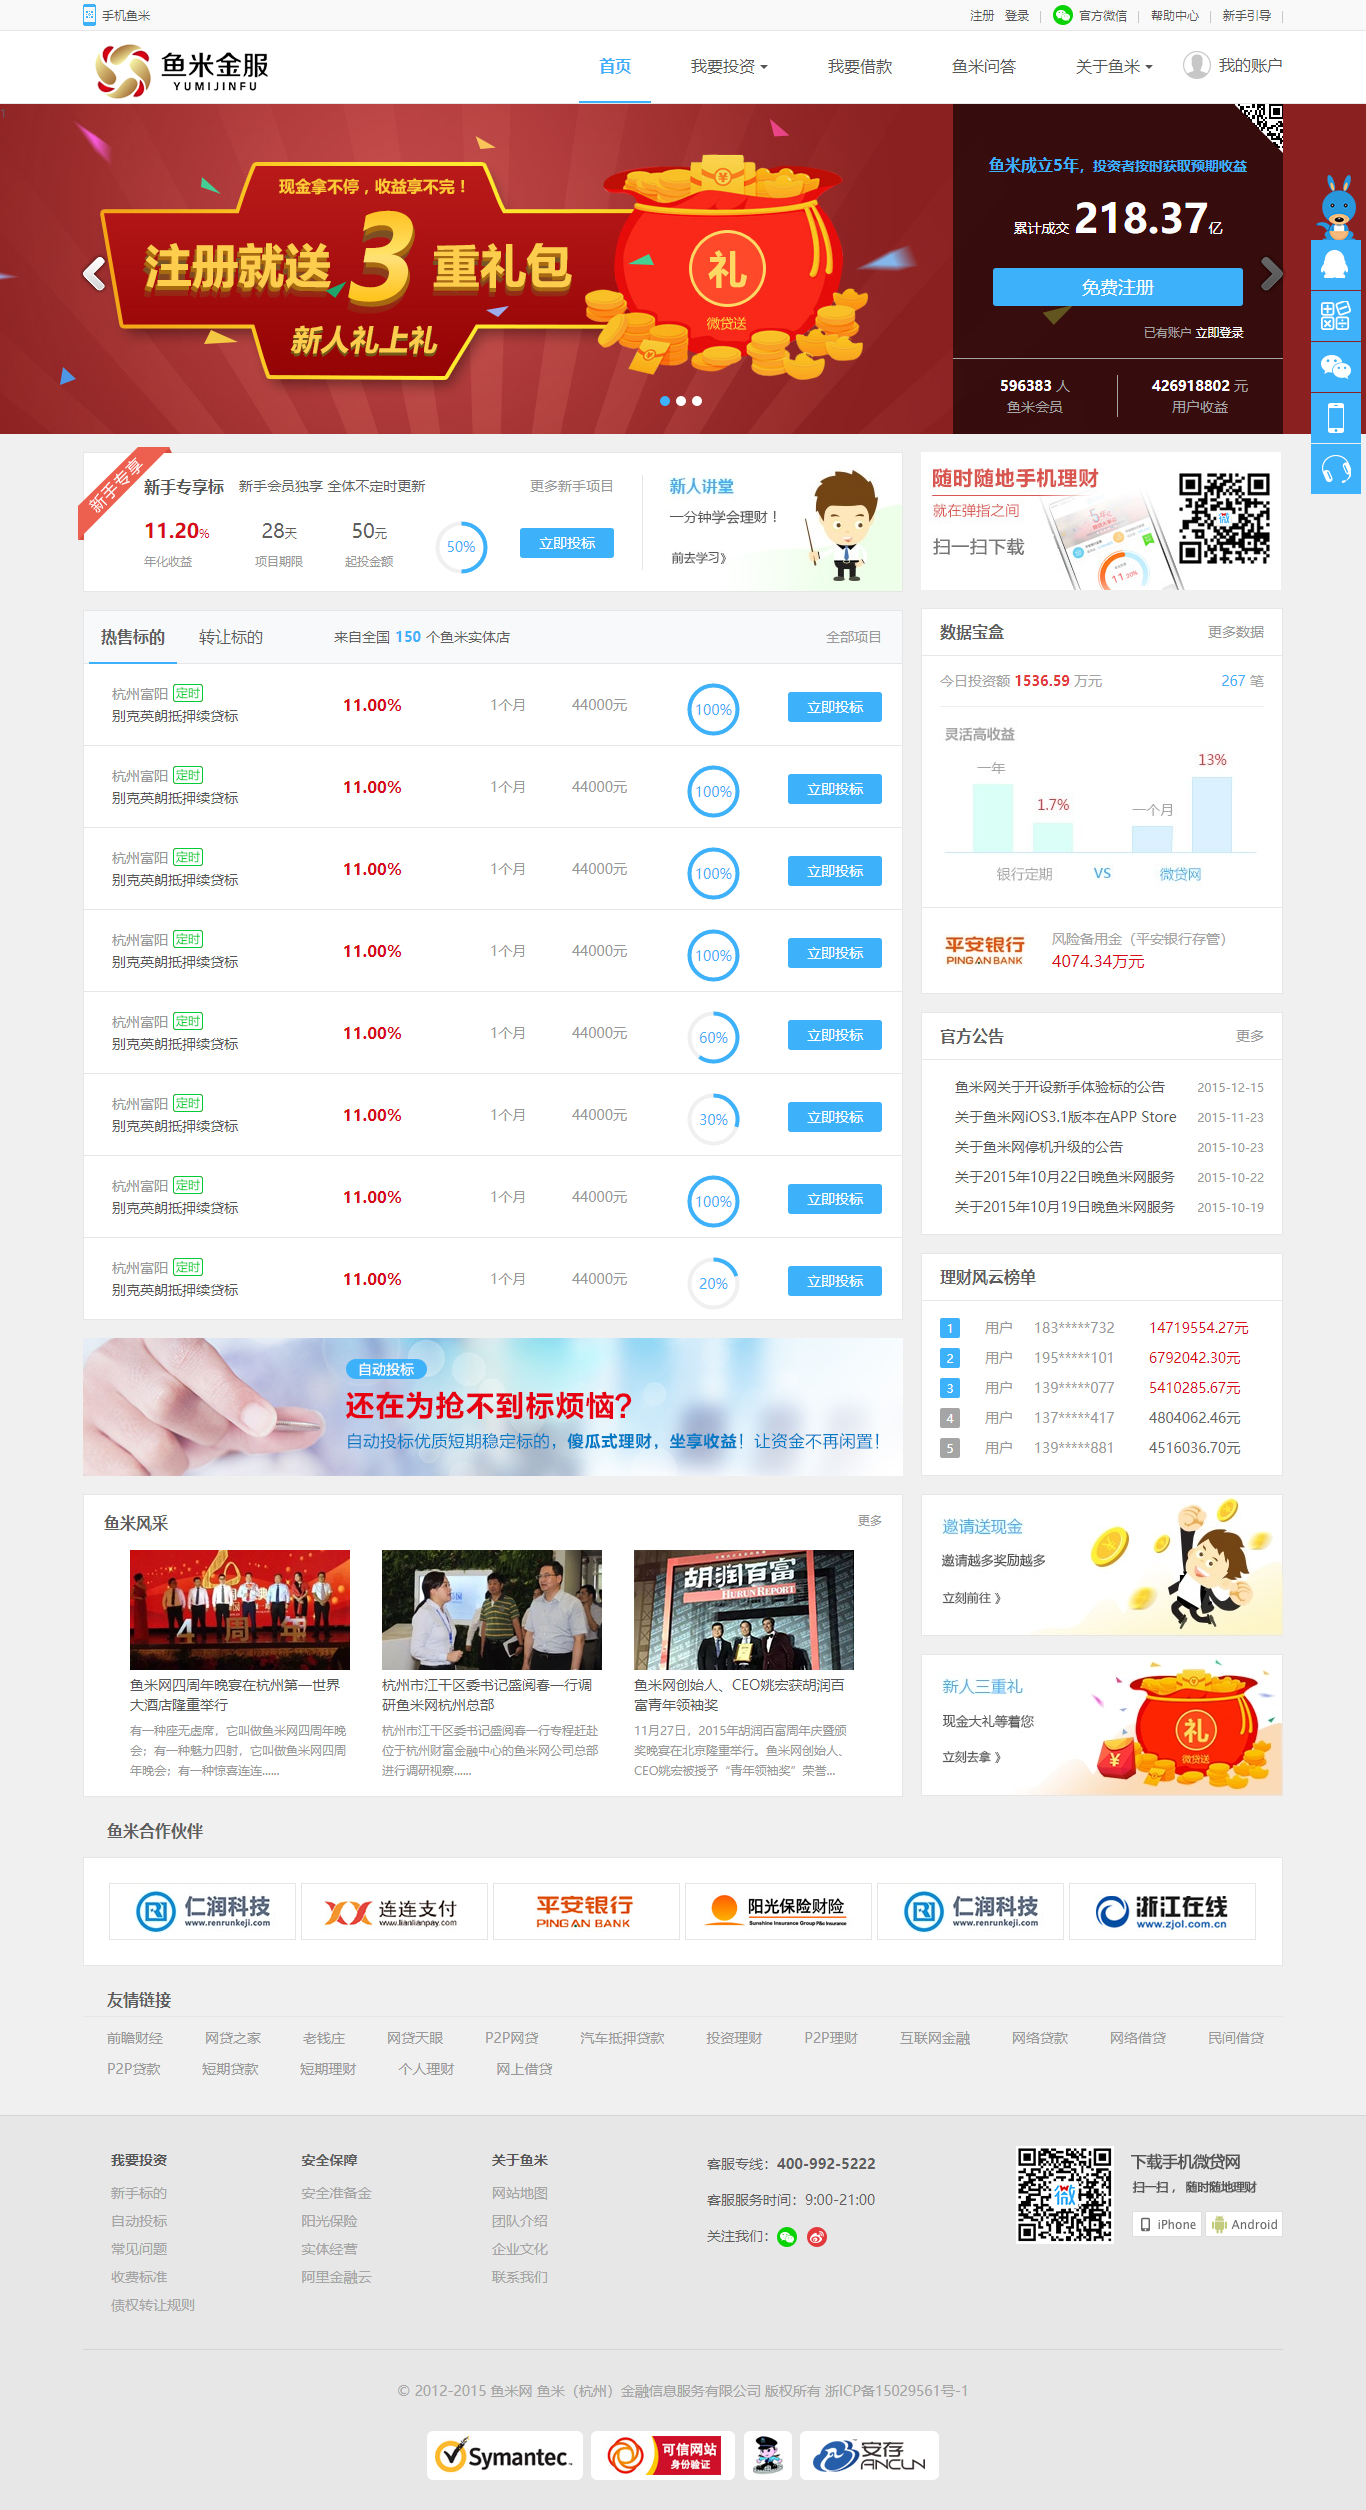 手机鱼米
注册 登录 官方微信 帮助中心 新手引导
鱼米金服
YUMIJINFU
首页 我要投资 我要借款 鱼米问答 关于鱼米 我的账户
现金拿不停，收益享不完！
注册就送3重礼包
新人礼上礼
礼
微贷送
鱼米成立5年，投资者按时获取预期收益
累计成交 218.37亿
免费注册
已有账户 立即登录
596383 人
鱼米会员
426918802 元
用户收益
新手专享
新手专享标 新手会员独享 全体不定时更新 更多新手项目
11.20% 28天 50元 50% 立即投标
年化收益 项目期限 起投金额
新人讲堂
一分钟学会理财！
前去学习》
随时随地手机理财
就在弹指之间
扫一扫下载
热售标的 转让标的 来自全国 150 个鱼米实体店 全部项目
杭州富阳 定时
别克英朗抵押续贷标 11.00% 1个月 44000元 100% 立即投标
杭州富阳 定时
别克英朗抵押续贷标 11.00% 1个月 44000元 100% 立即投标
杭州富阳 定时
别克英朗抵押续贷标 11.00% 1个月 44000元 100% 立即投标
杭州富阳 定时
别克英朗抵押续贷标 11.00% 1个月 44000元 100% 立即投标
杭州富阳 定时
别克英朗抵押续贷标 11.00% 1个月 44000元 60% 立即投标
杭州富阳 定时
别克英朗抵押续贷标 11.00% 1个月 44000元 30% 立即投标
杭州富阳 定时
别克英朗抵押续贷标 11.00% 1个月 44000元 100% 立即投标
杭州富阳 定时
别克英朗抵押续贷标 11.00% 1个月 44000元 20% 立即投标
数据宝盒 更多数据
今日投资额 1536.59 万元 267 笔
灵活高收益
一年 1.7% 一个月 13%
银行定期 VS 微贷网
平安银行
PING AN BANK
风险备用金（平安银行存管）
4074.34万元
官方公告 更多
鱼米网关于开设新手体验标的公告 2015-12-15
关于鱼米网iOS3.1版本在APP Store 2015-11-23
关于鱼米网停机升级的公告 2015-10-23
关于2015年10月22日晚鱼米网服务 2015-10-22
关于2015年10月19日晚鱼米网服务 2015-10-19
理财风云榜单
1 用户 183*****732 14719554.27元
2 用户 195*****101 6792042.30元
3 用户 139*****077 5410285.67元
4 用户 137*****417 4804062.46元
5 用户 139*****881 4516036.70元
自动投标
还在为抢不到标烦恼？
自动投标优质短期稳定标的，傻瓜式理财，坐享收益！让资金不再闲置！
鱼米风采 更多
4周年
胡润百富
HURUN REPORT
鱼米网四周年晚宴在杭州第一世界
大酒店隆重举行
有一种座无虚席，它叫做鱼米网四周年晚
会；有一种魅力四射，它叫做鱼米网四周
年晚会；有一种惊喜连连......
杭州市江干区委书记盛阅春一行调
研鱼米网杭州总部
杭州市江干区委书记盛阅春一行专程赶赴
位于杭州财富金融中心的鱼米网公司总部
进行调研视察......
鱼米网创始人、CEO姚宏获胡润百
富青年领袖奖
11月27日，2015年胡润百富周年庆暨颁
奖晚宴在北京隆重举行。鱼米网创始人、
CEO姚宏被授予“青年领袖奖”荣誉...
邀请送现金
邀请越多奖励越多
立刻前往 》
新人三重礼
现金大礼等着您
立刻去拿 》
礼
微贷送
鱼米合作伙伴
仁润科技
www.renrunkeji.com
连连支付
www.lianlianpay.com
平安银行
PING AN BANK
阳光保险财险
Sunshine Insurance Group P&c Insurance
仁润科技
www.renrunkeji.com
浙江在线
www.zjol.com.cn
友情链接
前瞻财经 网贷之家 老钱庄 网贷天眼 P2P网贷 汽车抵押贷款 投资理财 P2P理财 互联网金融 网络贷款 网络借贷 民间借贷
P2P贷款 短期贷款 短期理财 个人理财 网上借贷
我要投资
新手标的
自动投标
常见问题
收费标准
债权转让规则
安全保障
安全准备金
阳光保险
实体经营
阿里金融云
关于鱼米
网站地图
团队介绍
企业文化
联系我们
客服专线：400-992-5222
客服服务时间：9:00-21:00
关注我们：
微
下载手机微贷网
扫一扫， 随时随地理财
iPhone Android
© 2012-2015 鱼米网 鱼米（杭州）金融信息服务有限公司 版权所有 浙ICP备15029561号-1
Symantec.
可信网站
身份验证
安存
ANCUN